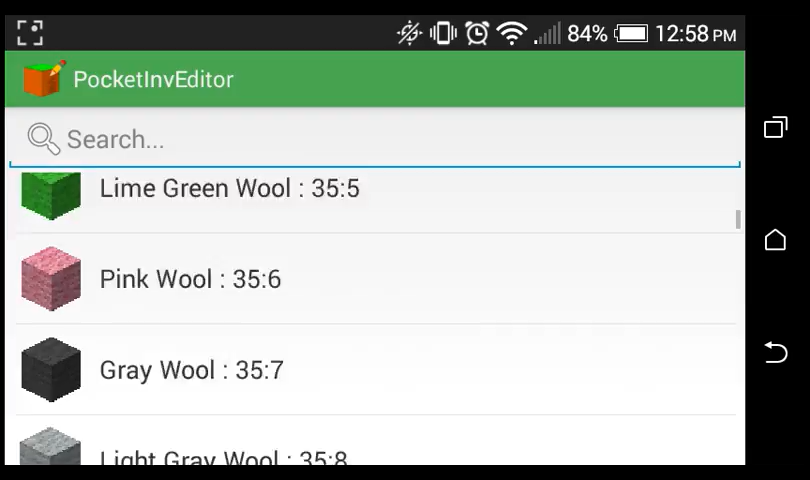 84% 12:58 PM
PocketInvEditor
Search...
Lime Green Wool : 35:5
Pink Wool : 35:6
Gray Wool : 35:7
Light Gray Wool : 35:8